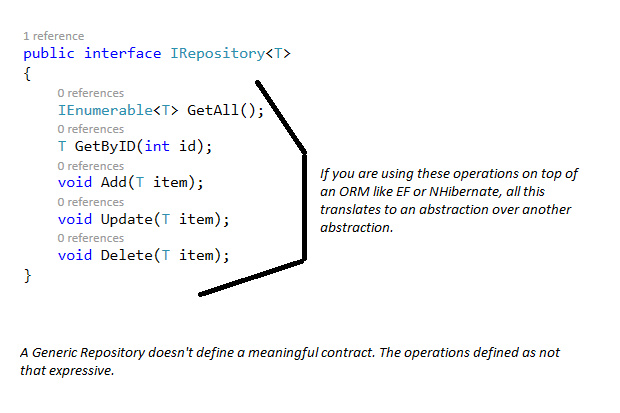 1 reference
public interface IRepository<T>
{
0 references
IEnumerable<T> GetAll();
0 references
T GetByID(int id);
0 references
void Add(T item);
0 references
void Update(T item);
0 references
void Delete(T item);
}
If you are using these operations on top of
an ORM like EF or NHibernate, all this
translates to an abstraction over another
abstraction.
A Generic Repository doesn't define a meaningful contract. The operations defined as not
that expressive.